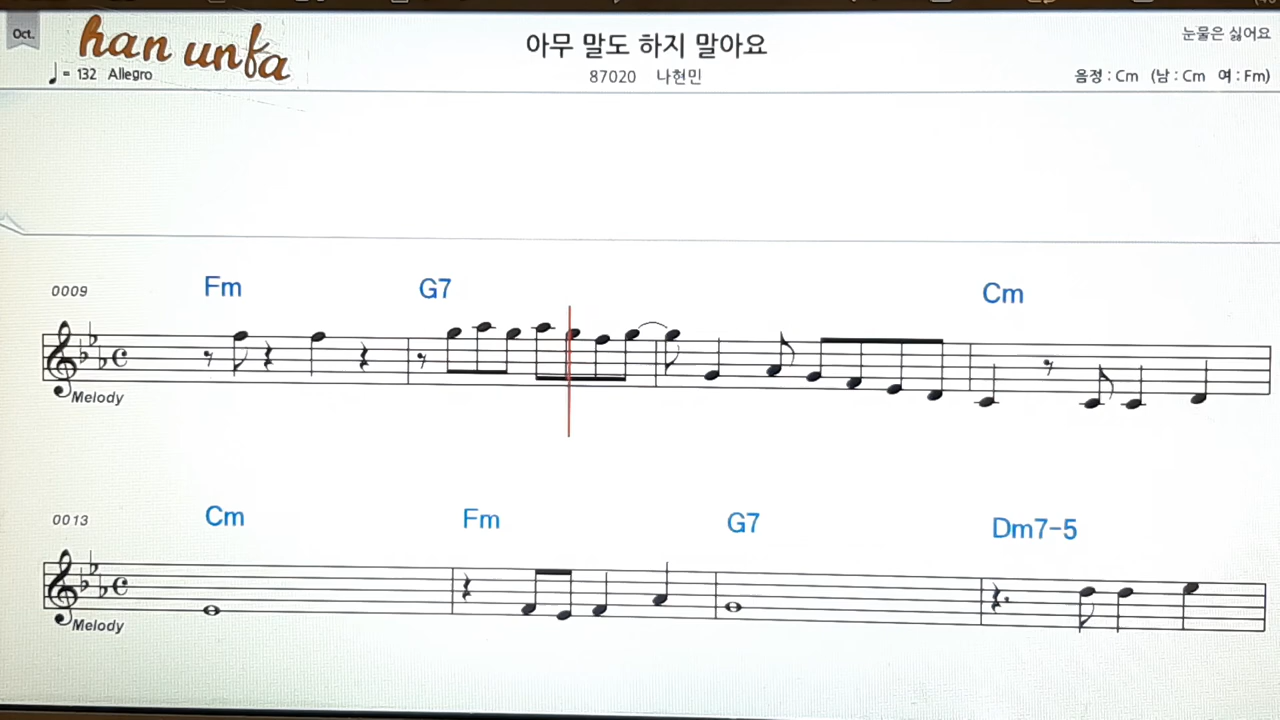 Oct.
han unfa
아무 말도 하지 말아요
눈물은 싫어요
= 132 Allegro
87020 나현민
음정 : Cm (남 : Cm 여 : Fm)
Fm G7 Cm
0009
Melody
Cm Fm G7 Dm7-5
0013
Melody